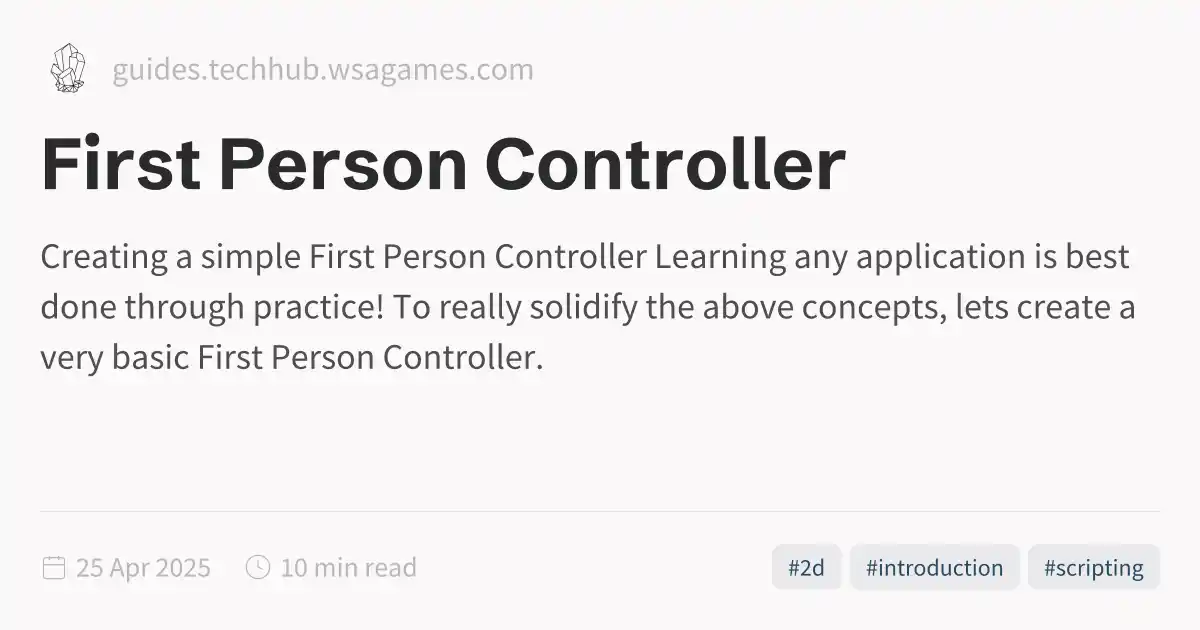 guides.techhub.wsagames.com
First Person Controller
Creating a simple First Person Controller Learning any application is best
done through practice! To really solidify the above concepts, lets create a
very basic First Person Controller.
25 Apr 2025 10 min read #2d #introduction #scripting